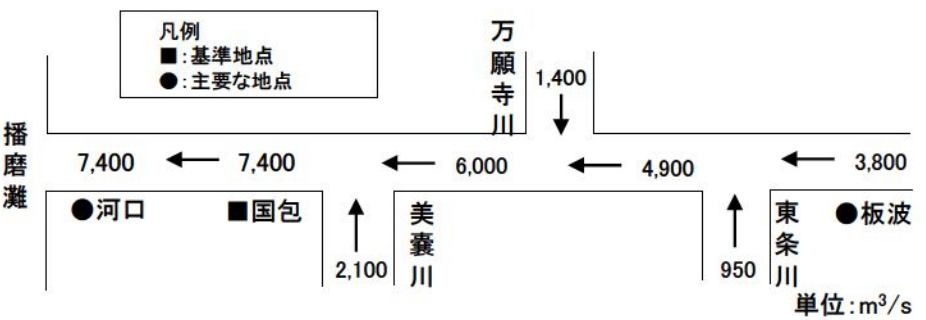 凡例
■：基準地点
●：主要な地点
万願寺川
1,400
播磨灘
7,400
7,400
6,000
4,900
3,800
●河口
■国包
美嚢川
東条川
●板波
2,100
950
単位：m³/s